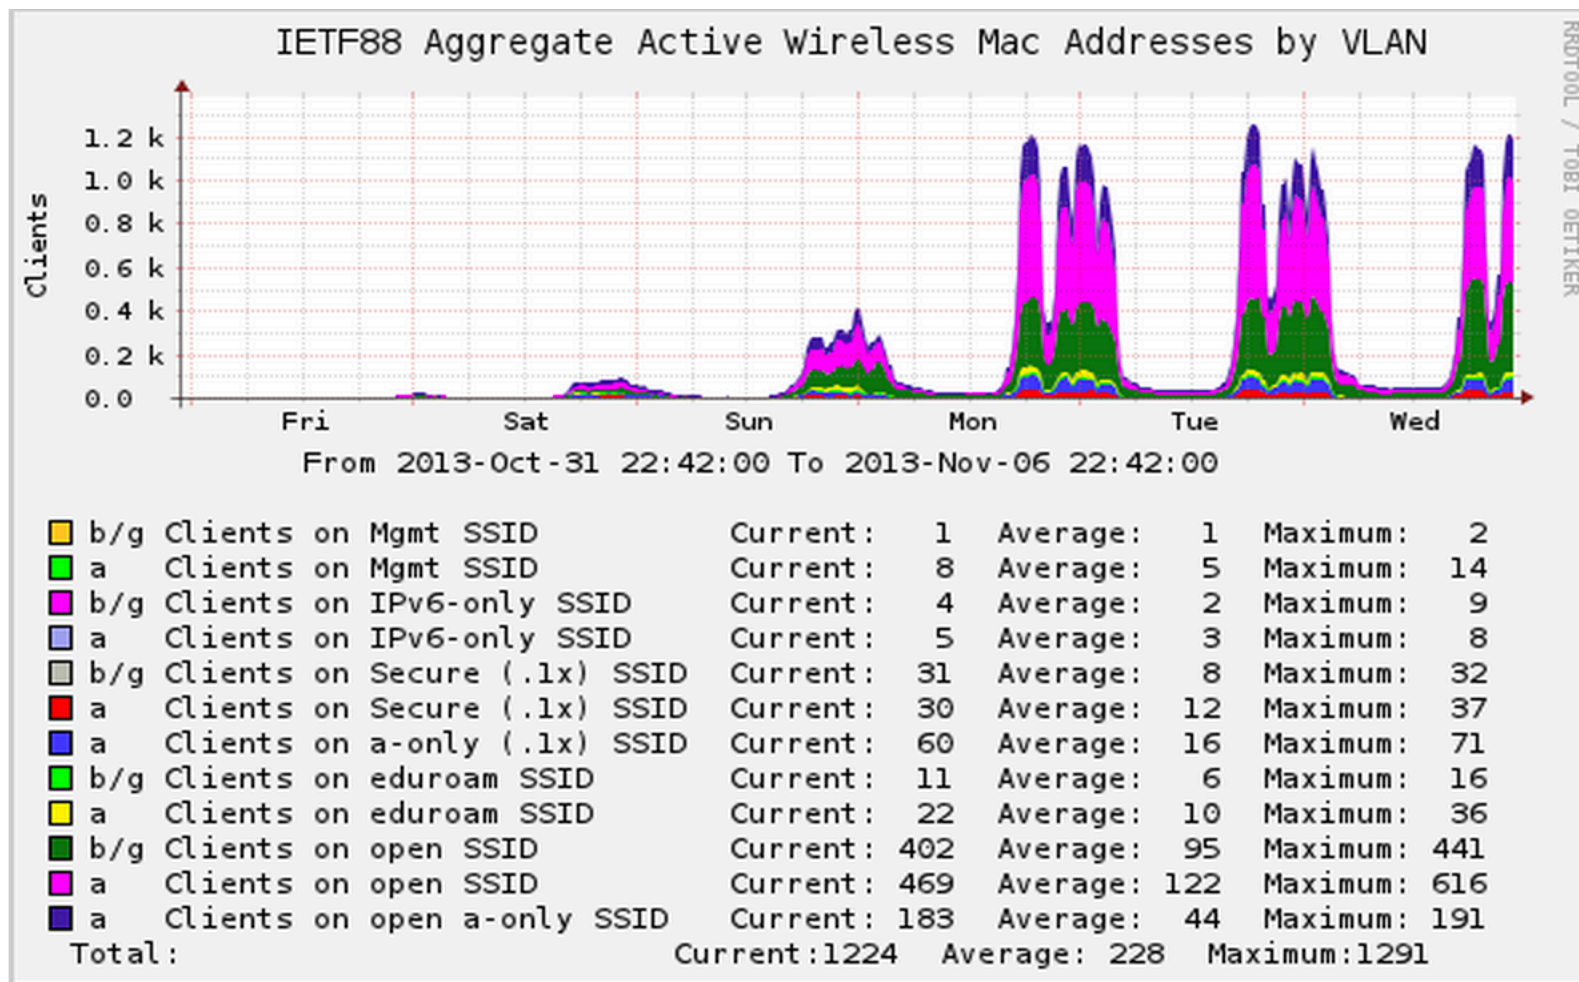 IETF88 Aggregate Active Wireless Mac Addresses by VLAN
RRDTOOL / TOBI OETIKER
Clients
1.2 k
1.0 k
0.8 k
0.6 k
0.4 k
0.2 k
0.0
Fri Sat Sun Mon Tue Wed
From 2013-Oct-31 22:42:00 To 2013-Nov-06 22:42:00
b/g Clients on Mgmt SSID Current: 1 Average: 1 Maximum: 2
a Clients on Mgmt SSID Current: 8 Average: 5 Maximum: 14
b/g Clients on IPv6-only SSID Current: 4 Average: 2 Maximum: 9
a Clients on IPv6-only SSID Current: 5 Average: 3 Maximum: 8
b/g Clients on Secure (.1x) SSID Current: 31 Average: 8 Maximum: 32
a Clients on Secure (.1x) SSID Current: 30 Average: 12 Maximum: 37
a Clients on a-only (.1x) SSID Current: 60 Average: 16 Maximum: 71
b/g Clients on eduroam SSID Current: 11 Average: 6 Maximum: 16
a Clients on eduroam SSID Current: 22 Average: 10 Maximum: 36
b/g Clients on open SSID Current: 402 Average: 95 Maximum: 441
a Clients on open SSID Current: 469 Average: 122 Maximum: 616
a Clients on open a-only SSID Current: 183 Average: 44 Maximum: 191
Total: Current:1224 Average: 228 Maximum:1291